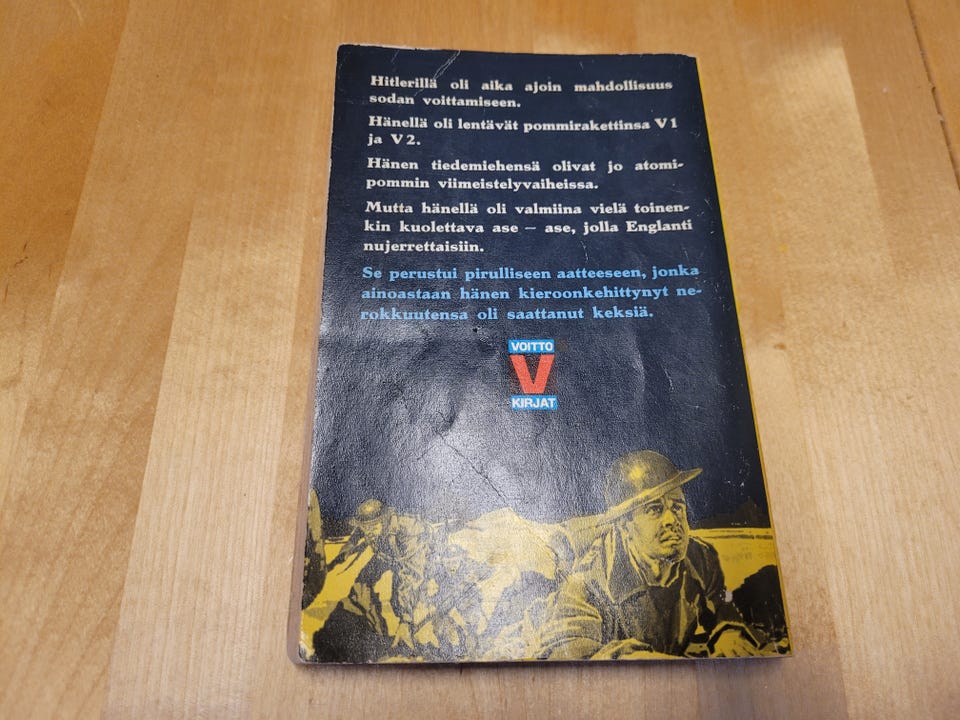 Hitlerillä oli aika ajoin mahdollisuus
sodan voittamiseen.
Hänellä oli lentävät pommirakettinsa V1
ja V2.
Hänen tiedemiehensä olivat jo atomi-
pommin viimeistelyvaiheissa.
Mutta hänellä oli valmiina vielä toinen-
kin kuolettava ase – ase, jolla Englanti
nujerrettaisiin.
Se perustui pirulliseen aatteeseen, jonka
ainoastaan hänen kieroonkehittynyt ne-
rokkuutensa oli saattanut keksiä.
VOITTO
V
KIRJAT